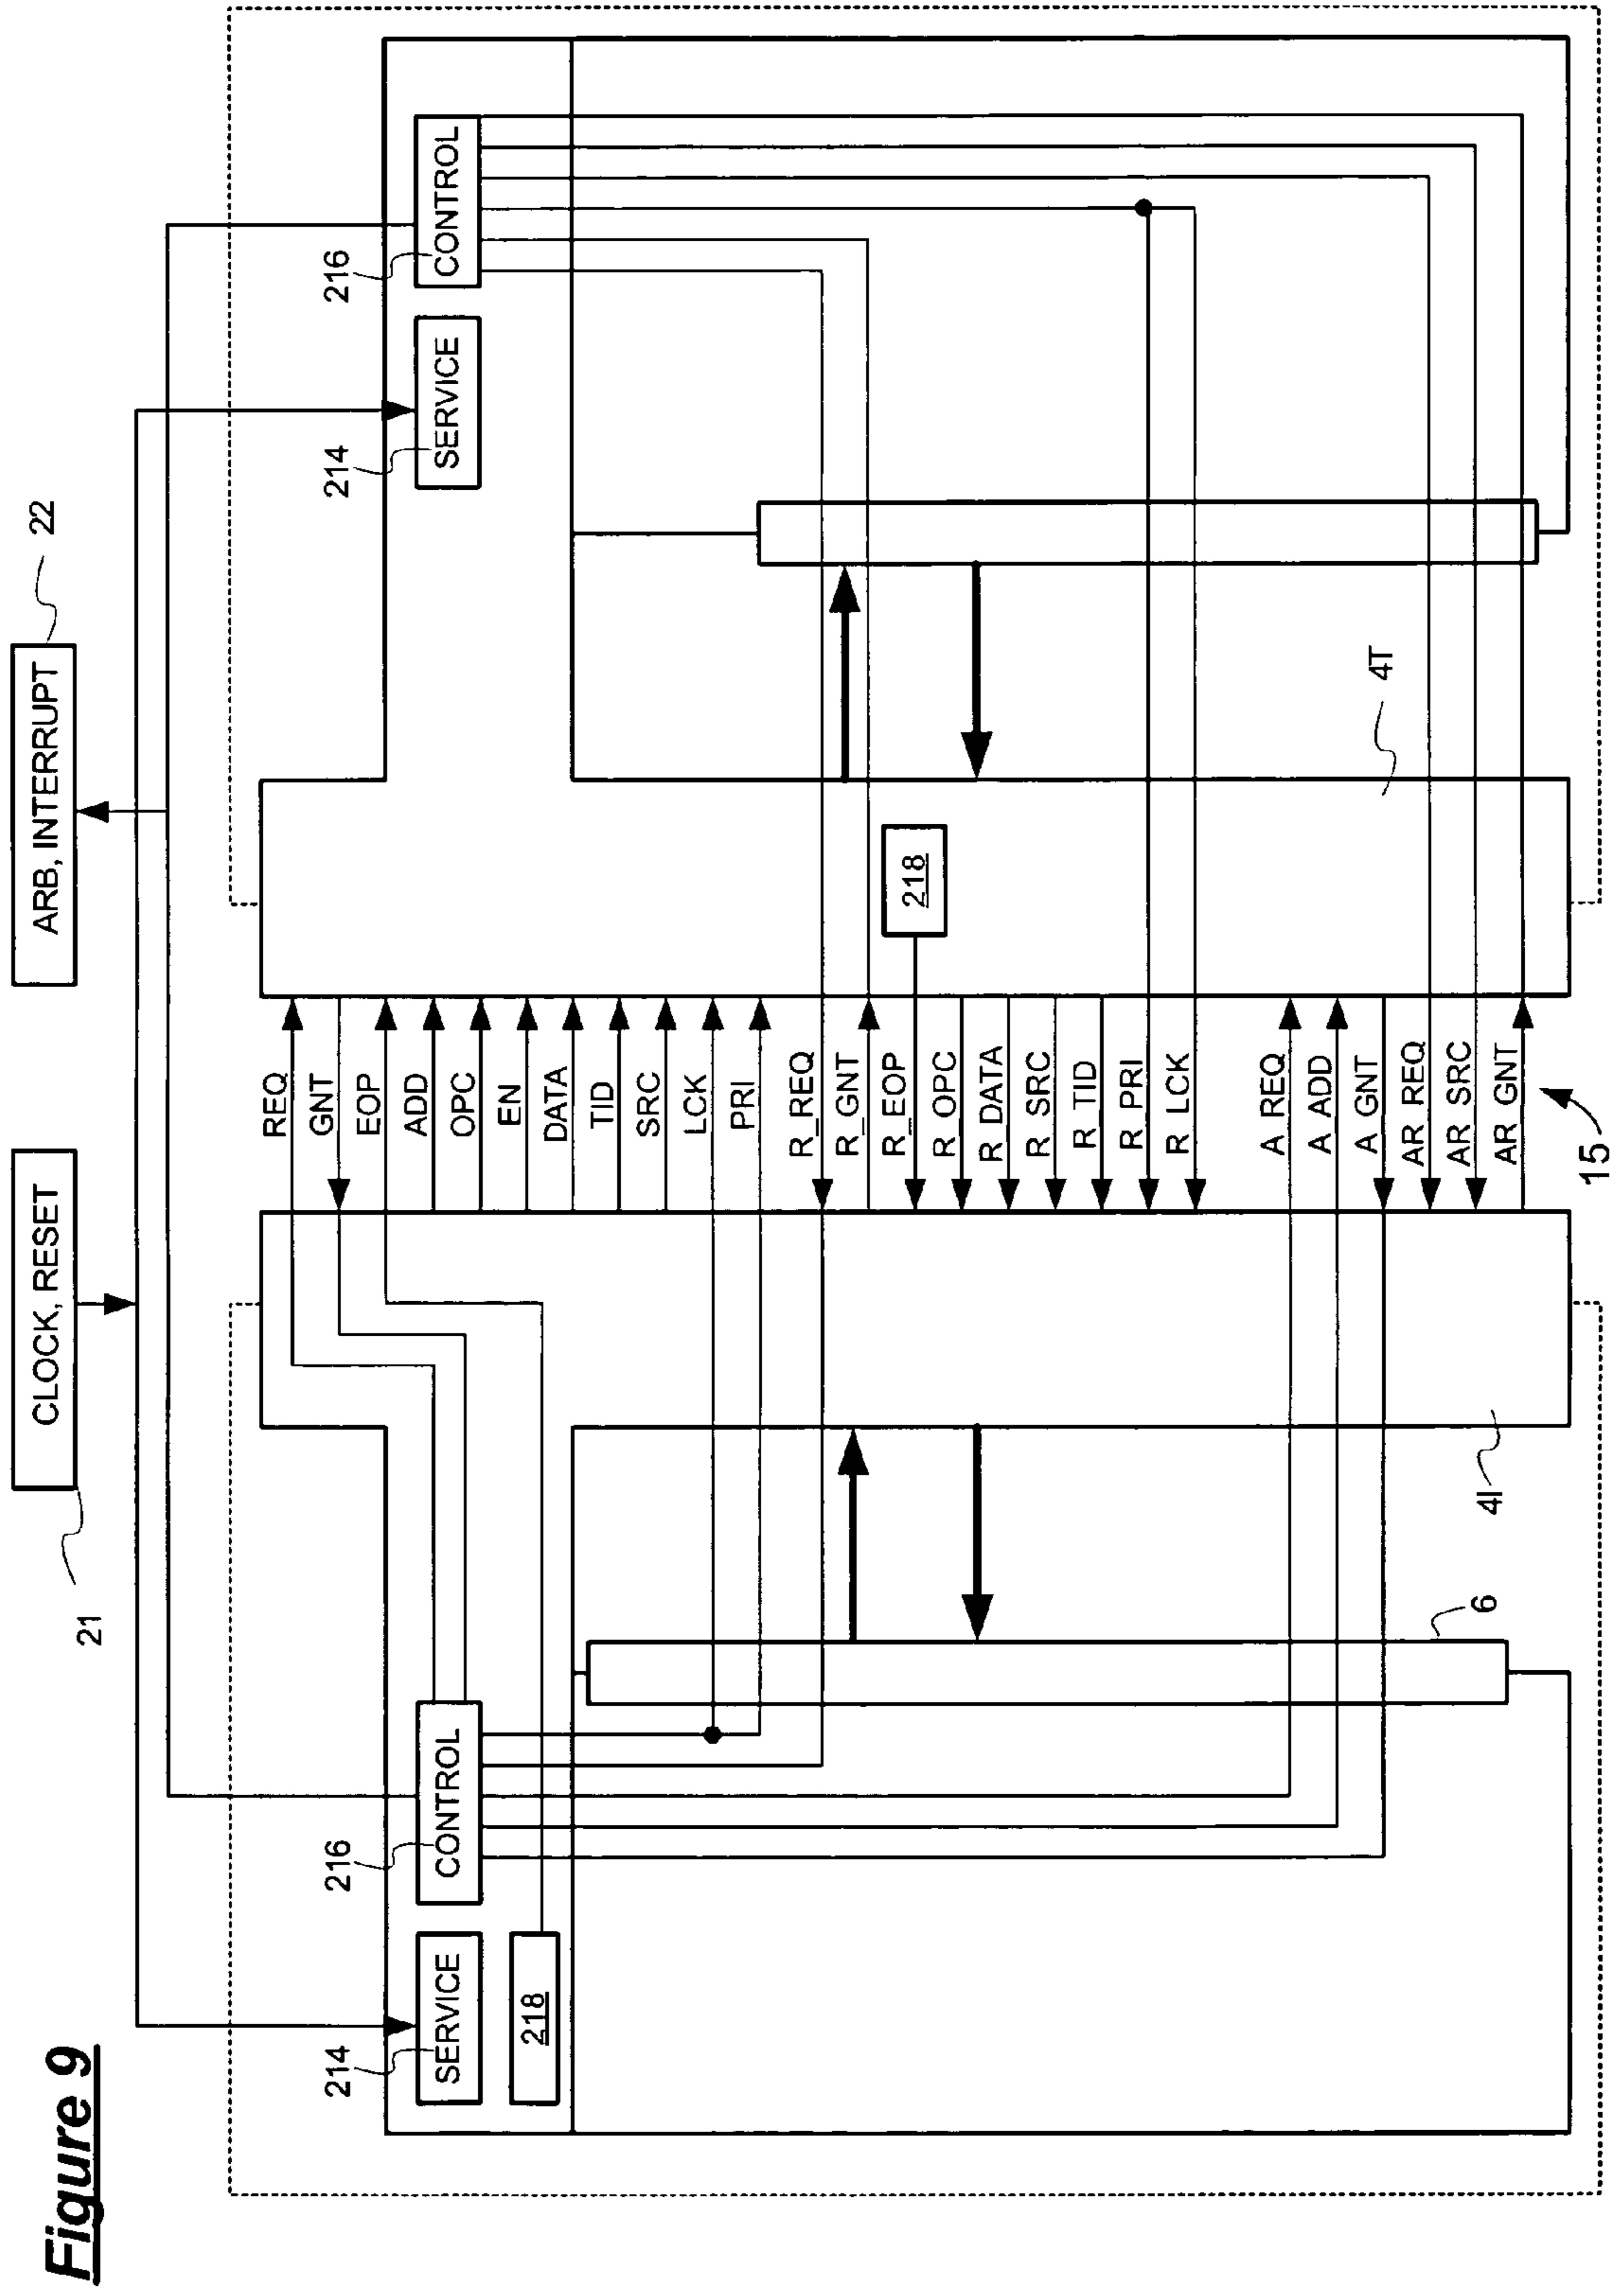 Figure 9
CLOCK, RESET
21
ARB, INTERRUPT
22
SERVICE
214
CONTROL
216
218
6
4I
REQ
GNT
EOP
ADD
OPC
EN
DATA
TID
SRC
LCK
PRI
R_REQ
R_GNT
R_EOP
R_OPC
R_DATA
R_SRC
R_TID
R_PRI
R_LCK
A_REQ
A_ADD
A_GNT
AR_REQ
AR_SRC
AR_GNT
15
218
4T
SERVICE
214
CONTROL
216